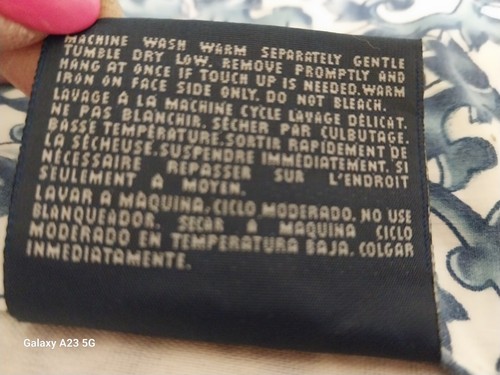 MACHINE WASH WARM SEPARATELY GENTLE
TUMBLE DRY LOW. REMOVE PROMPTLY AND
HANG AT ONCE IF TOUCH UP IS NEEDED. WARM
IRON ON FACE SIDE ONLY. DO NOT BLEACH.
LAVAGE A LA MACHINE CYCLE LAVAGE DÉLICAT.
NE PAS BLANCHIR. SÉCHER PAR CULBUTAGE.
BASSE TEMPÉRATURE. SORTIR RAPIDEMENT DE
LA SÉCHEUSE. SUSPENDRE IMMÉDIATEMENT. SI
NÉCESSAIRE REPASSER SUR L'ENDROIT
SEULEMENT A MOYEN.
LAVAR A MAQUINA. CICLO MODERADO. NO USE
BLANQUEADOR. SECAR A MAQUINA CICLO
MODERADO EN TEMPERATURA BAJA. COLGAR
INMEDIATAMENTE.
Galaxy A23 5G